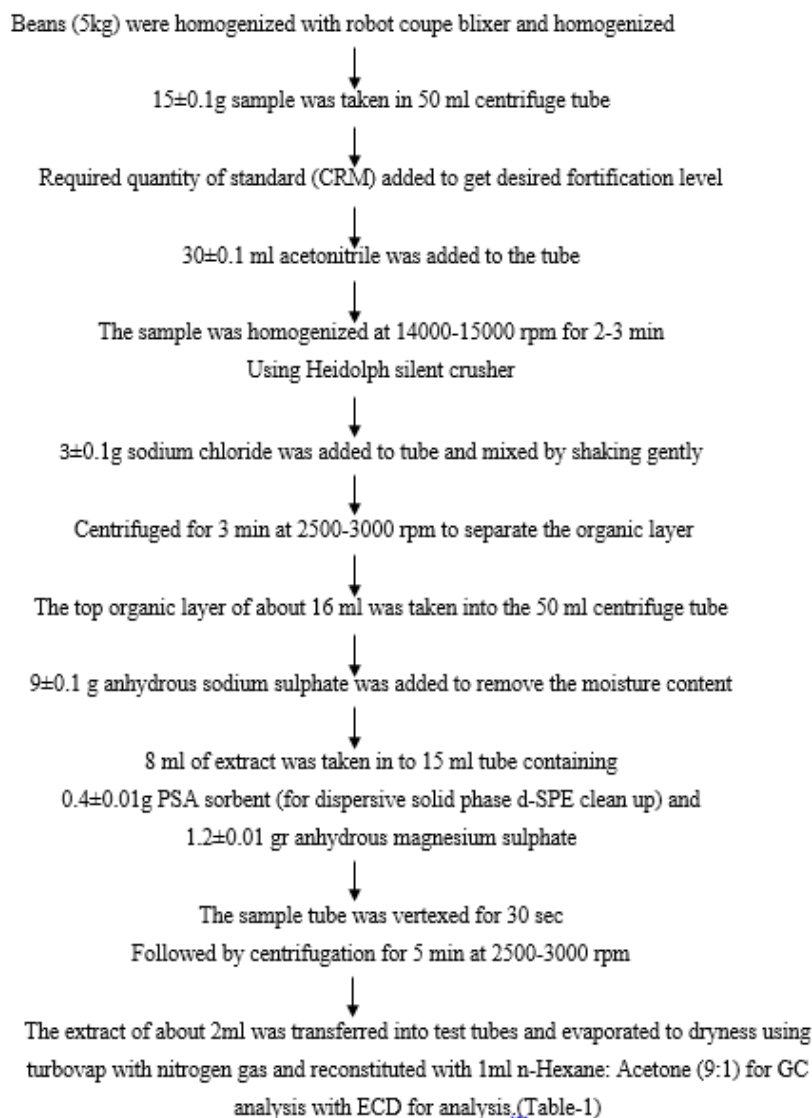 Beans (5kg) were homogenized with robot coupe blixer and homogenized
15±0.1g sample was taken in 50 ml centrifuge tube
Required quantity of standard (CRM) added to get desired fortification level
30±0.1 ml acetonitrile was added to the tube
The sample was homogenized at 14000-15000 rpm for 2-3 min
Using Heidolph silent crusher
3±0.1g sodium chloride was added to tube and mixed by shaking gently
Centrifuged for 3 min at 2500-3000 rpm to separate the organic layer
The top organic layer of about 16 ml was taken into the 50 ml centrifuge tube
9±0.1 g anhydrous sodium sulphate was added to remove the moisture content
8 ml of extract was taken in to 15 ml tube containing
0.4±0.01g PSA sorbent (for dispersive solid phase d-SPE clean up) and
1.2±0.01 gr anhydrous magnesium sulphate
The sample tube was vertexed for 30 sec
Followed by centrifugation for 5 min at 2500-3000 rpm
The extract of about 2ml was transferred into test tubes and evaporated to dryness using
turbovap with nitrogen gas and reconstituted with 1ml n-Hexane: Acetone (9:1) for GC
analysis with ECD for analysis.(Table-1)